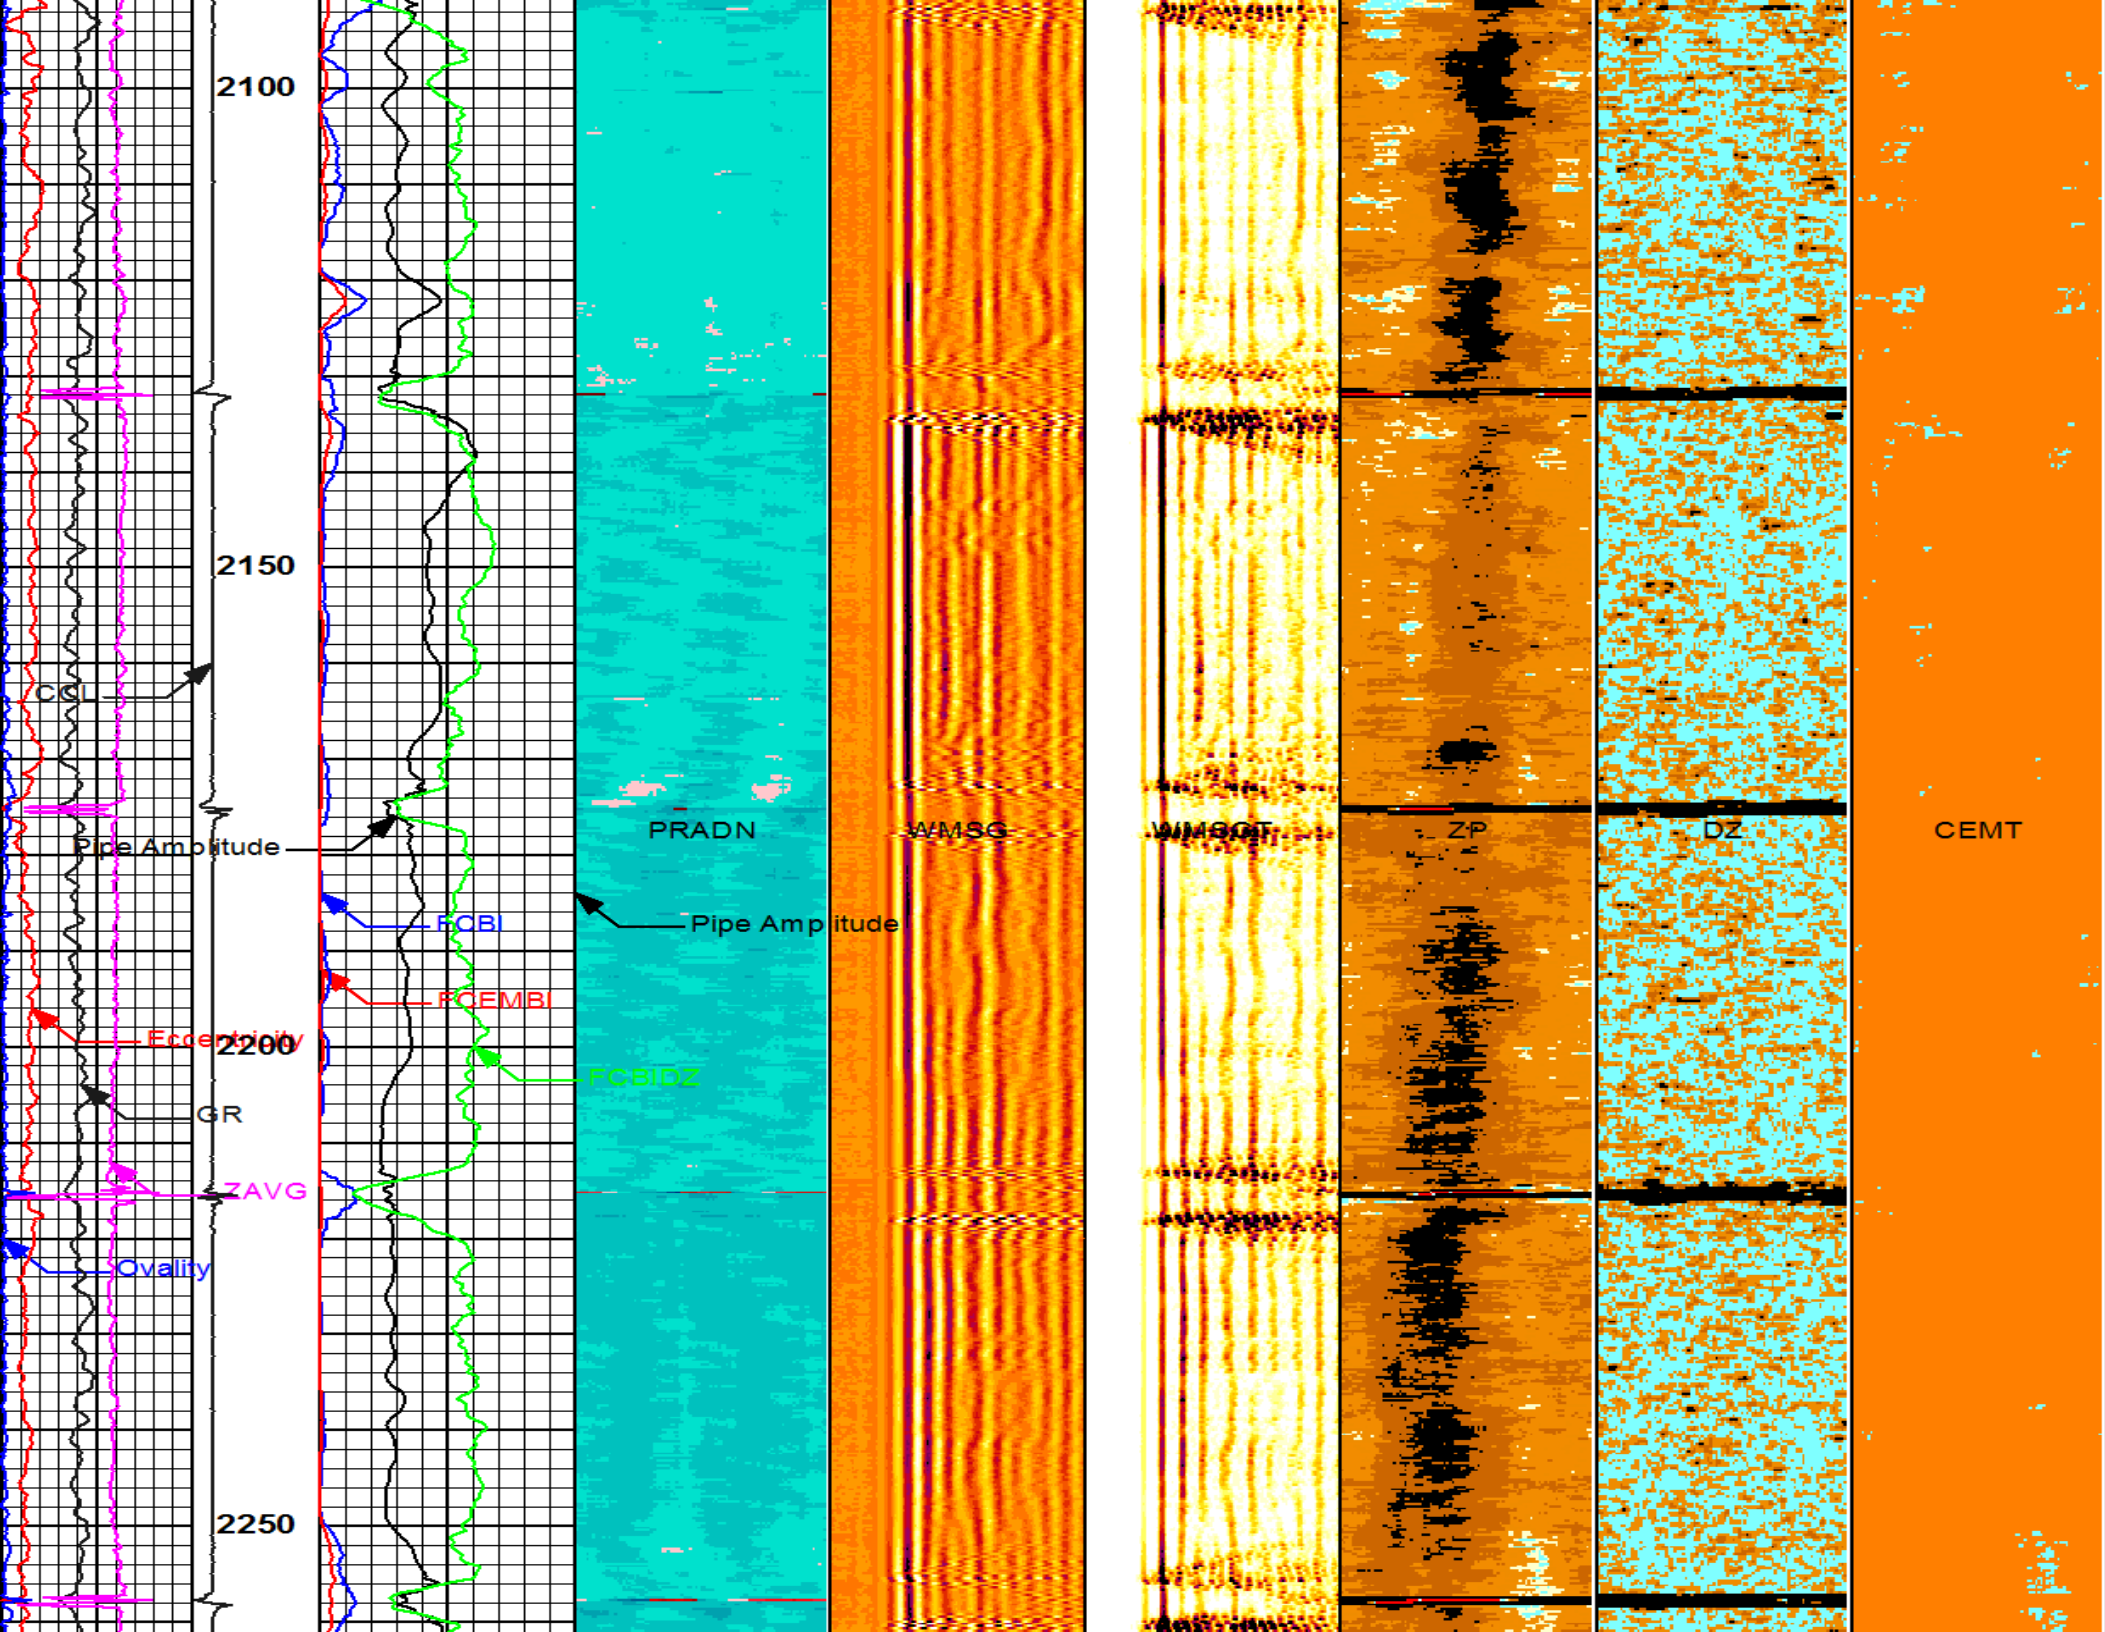 2100
2150
CCL
PRADN
WMSG
WMSGT
ZP
DZ
CEMT
Pipe Amplitude
FCBI
Pipe Amplitude
FCEMBI
Eccentricity
2200
FCBIDZ
GR
ZAVG
Ovality
2250